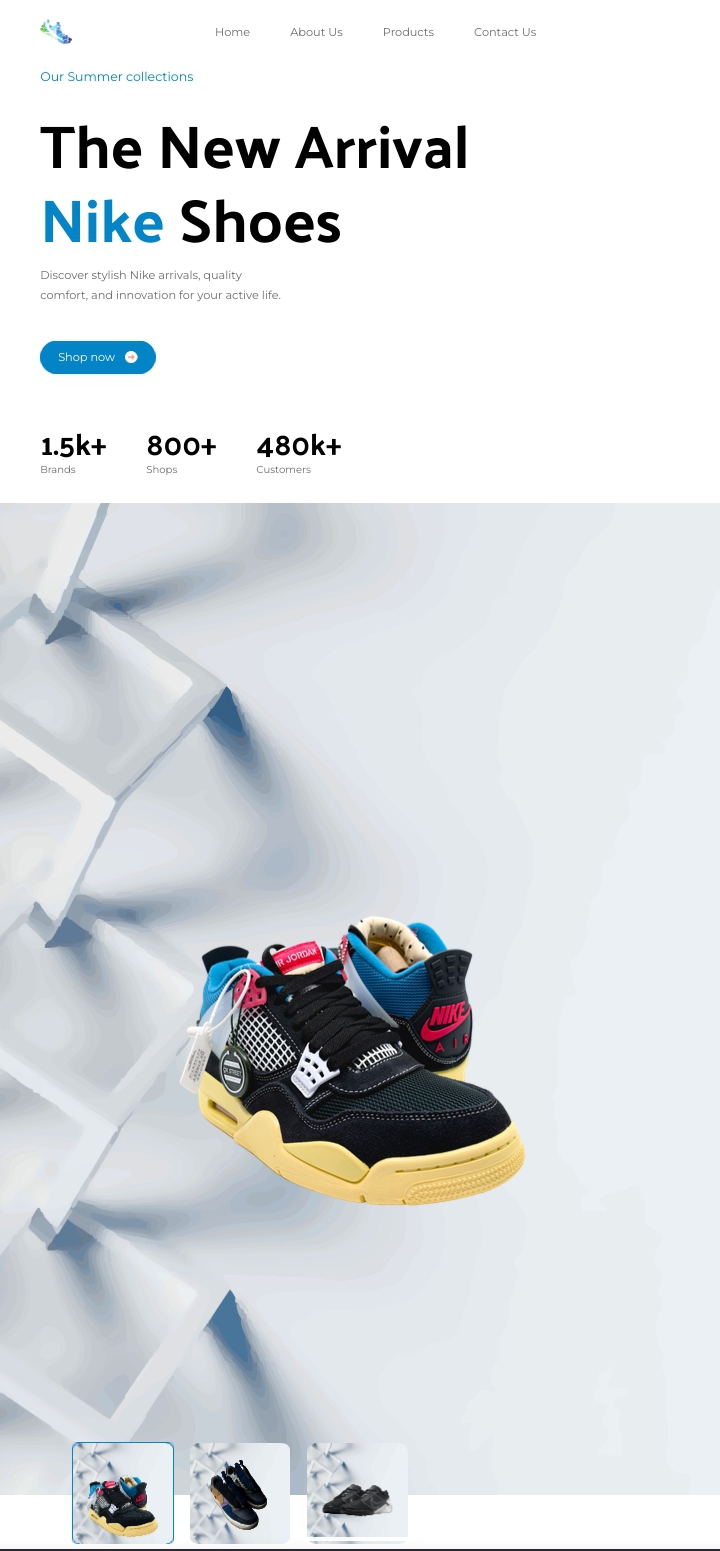 Home About Us Products Contact Us
Our Summer collections
The New Arrival
Nike Shoes
Discover stylish Nike arrivals, quality
comfort, and innovation for your active life.
Shop now
1.5k+ 800+ 480k+
Brands Shops Customers
JORDAN
NIKE
AIR